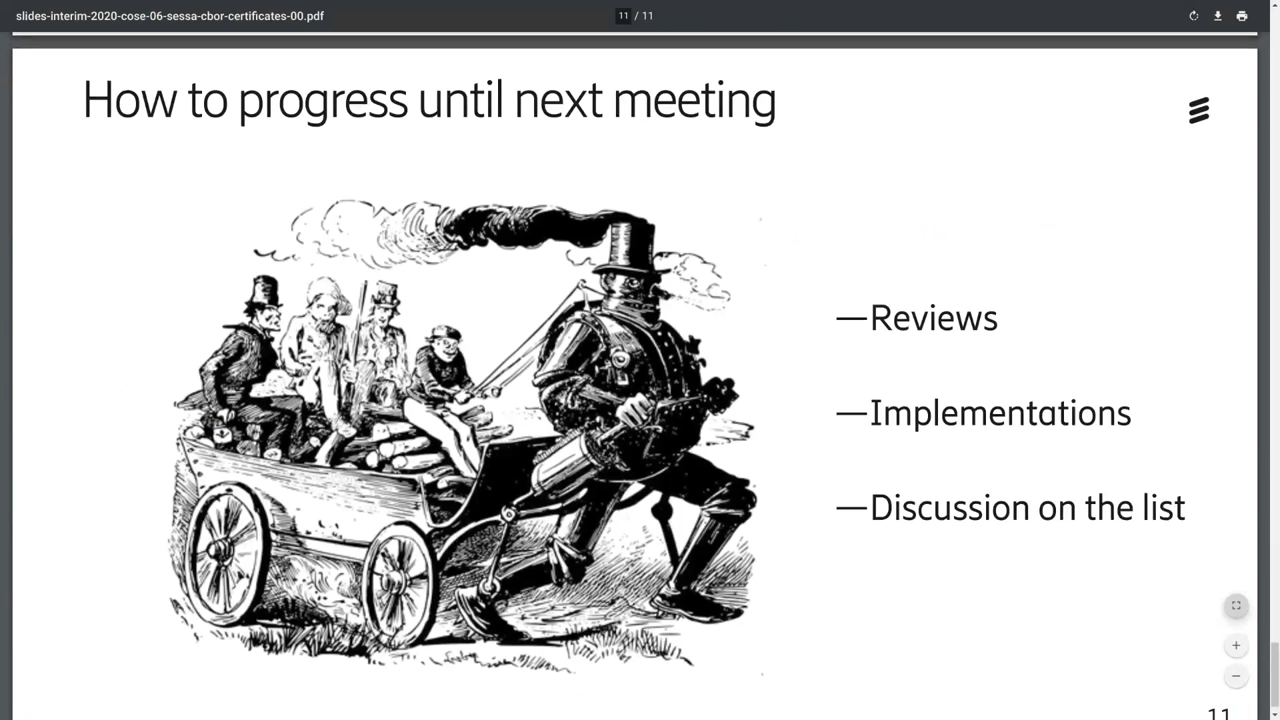 slides-interim-2020-cose-06-sessa-cbor-certificates-00.pdf
11 / 11
How to progress until next meeting
—Reviews
—Implementations
—Discussion on the list
11